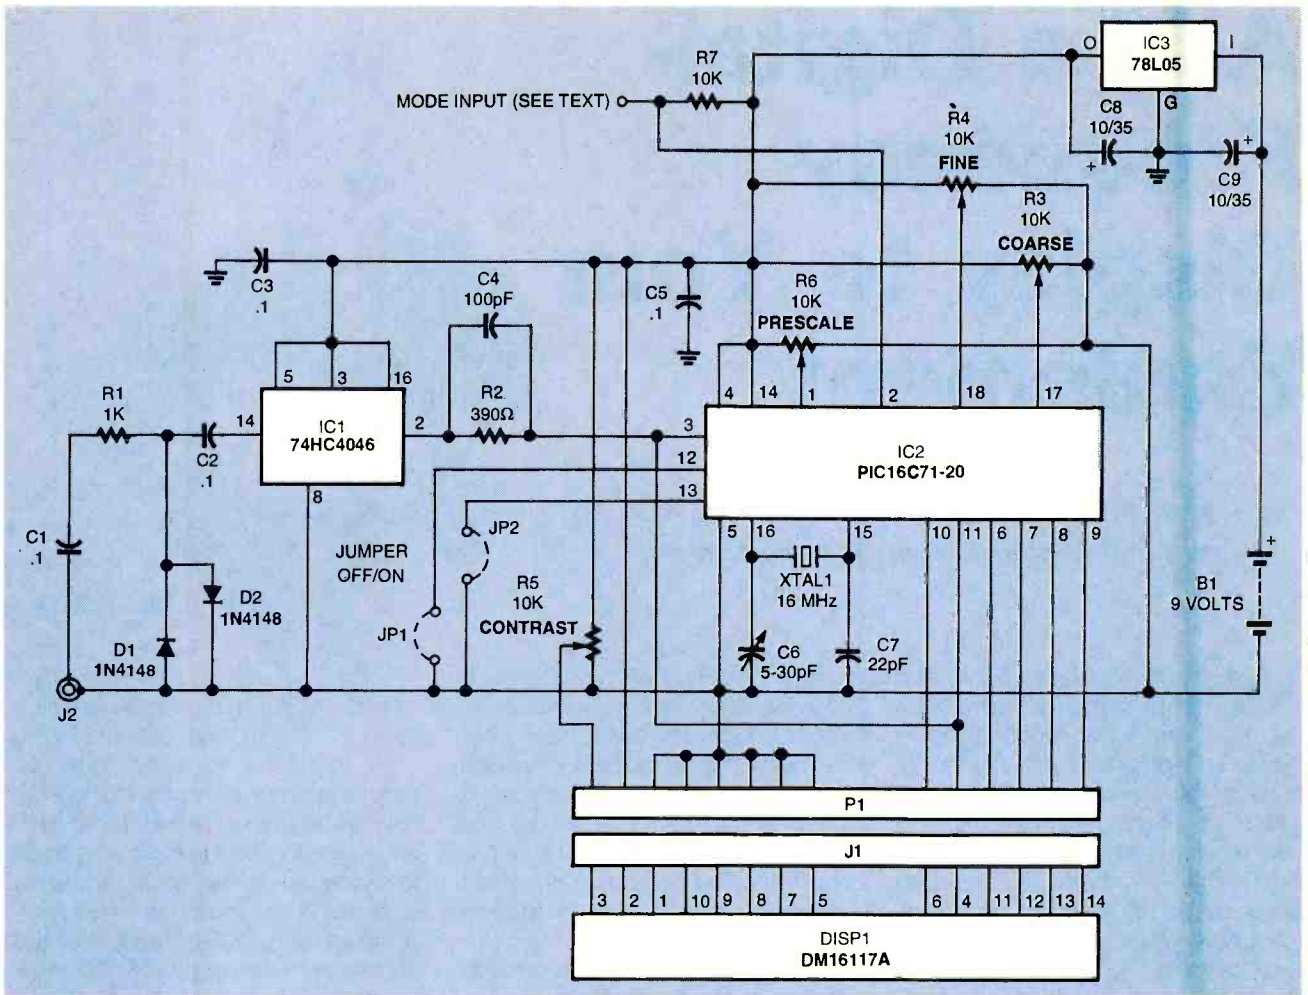 O
IC3
78L05
I
G
R7
10K
MODE INPUT (SEE TEXT)
C8
10/35
+
+
C9
10/35
R4
10K
FINE
R3
10K
COARSE
C3
.1
C4
100pF
C5
.1
R6
10K
PRESCALE
5
3
16
4
14
1
2
18
17
R1
1K
14
C2
.1
IC1
74HC4046
2
R2
390Ω
3
12
13
IC2
PIC16C71-20
8
C1
.1
JUMPER
OFF/ON
JP2
JP1
5
16
15
10
11
6
7
8
9
XTAL1
16 MHz
R5
10K
CONTRAST
D2
1N4148
D1
1N4148
C6
5-30pF
C7
22pF
+
B1
9 VOLTS
J2
P1
J1
3
2
1
10
9
8
7
5
6
4
11
12
13
14
DISP1
DM16117A